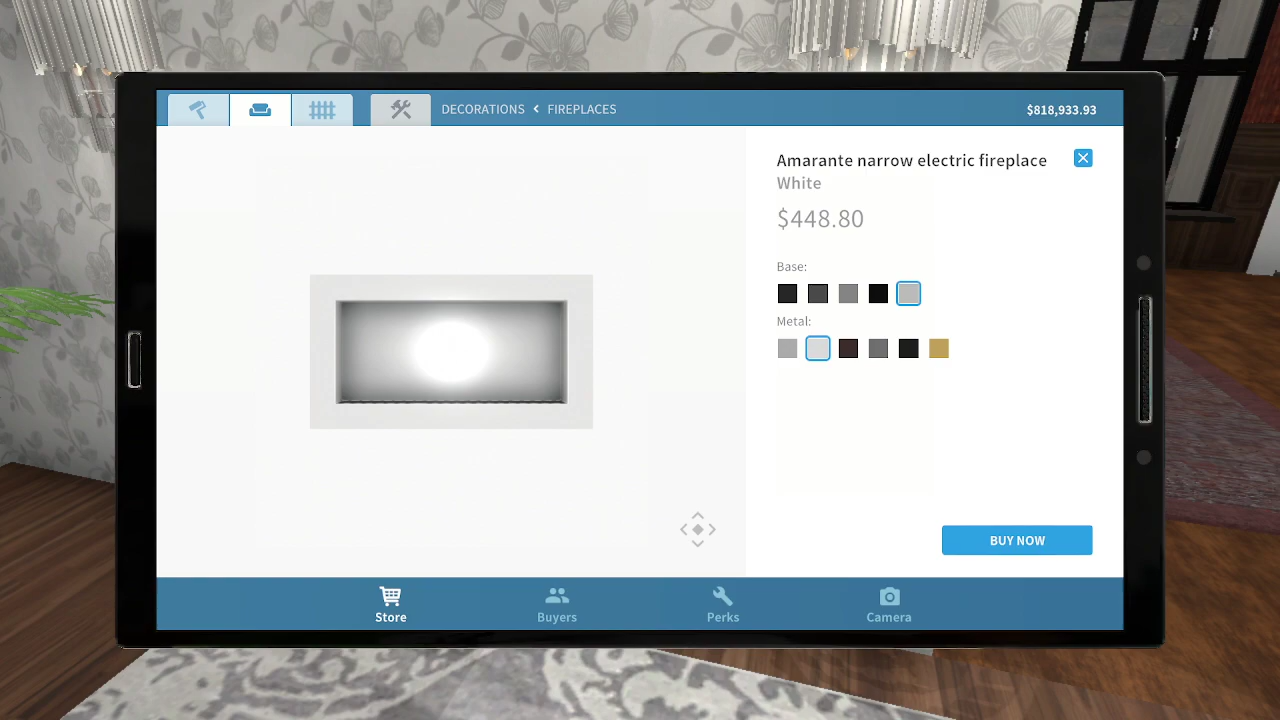 DECORATIONS < FIREPLACES
$818,933.93
Amarante narrow electric fireplace
White
$448.80
Base:
Metal:
BUY NOW
Store
Buyers
Perks
Camera